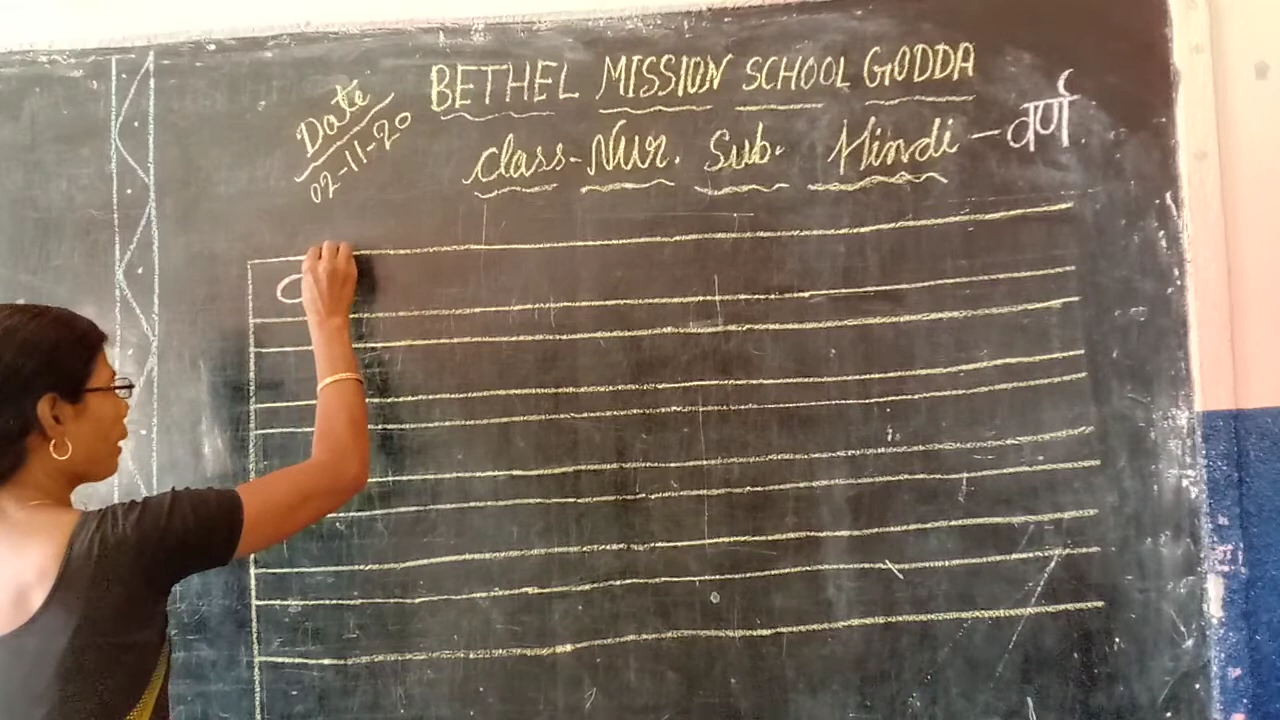 BETHEL MISSION SCHOOL GODDA
Date
02-11-20
class-Nur. Sub. Hindi - वर्ण